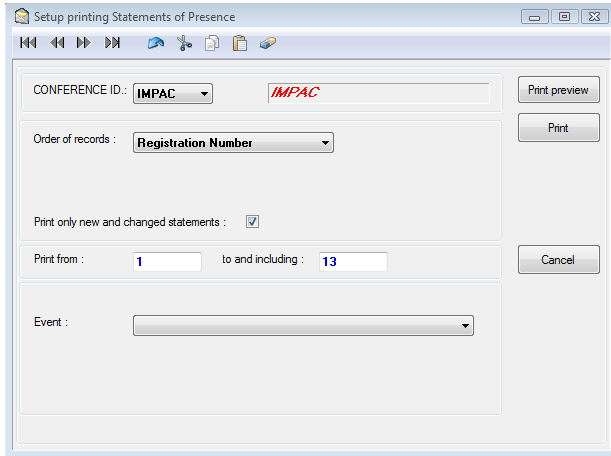 Setup printing Statements of Presence
CONFERENCE ID.: IMPAC IMPAC Print preview
Print
Order of records : Registration Number
Print only new and changed statements :
Print from : 1 to and including : 13 Cancel
Event :